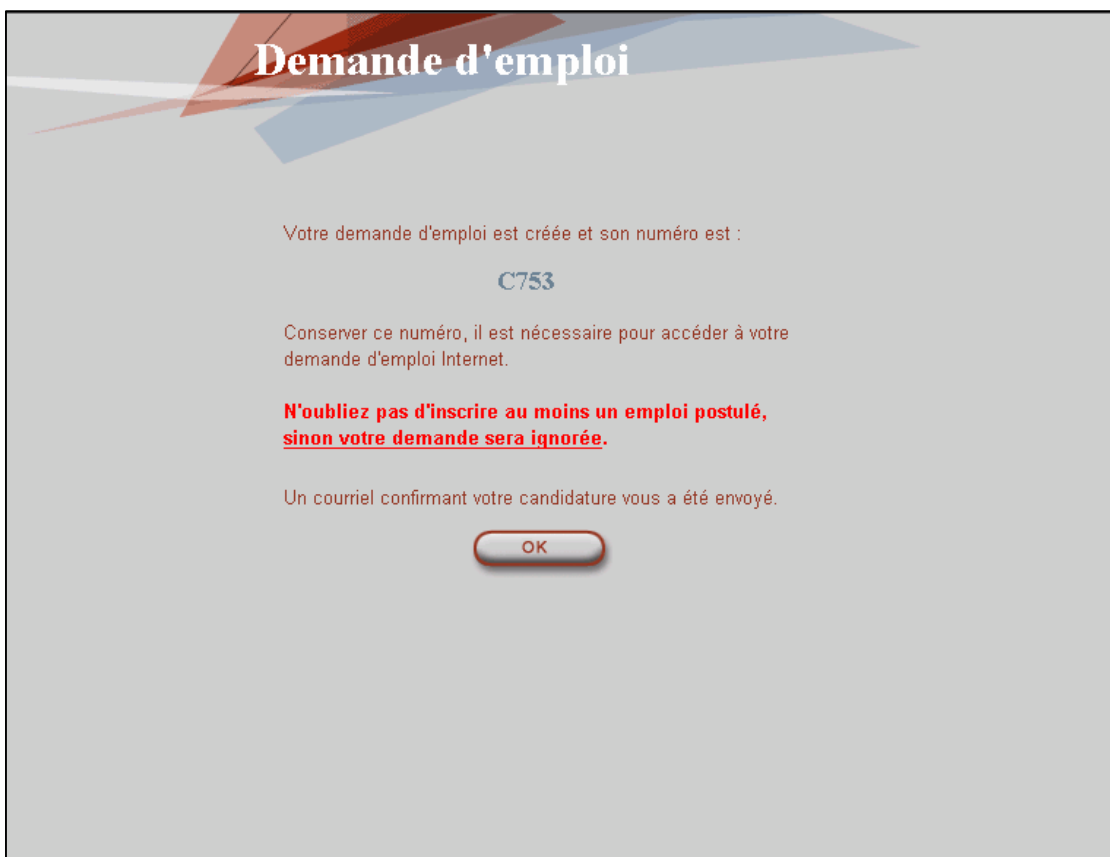 Demande d'emploi
Votre demande d'emploi est créée et son numéro est :
C753
Conserver ce numéro, il est nécessaire pour accéder à votre
demande d'emploi Internet.
N'oubliez pas d'inscrire au moins un emploi postulé,
sinon votre demande sera ignorée.
Un courriel confirmant votre candidature vous a été envoyé.
OK